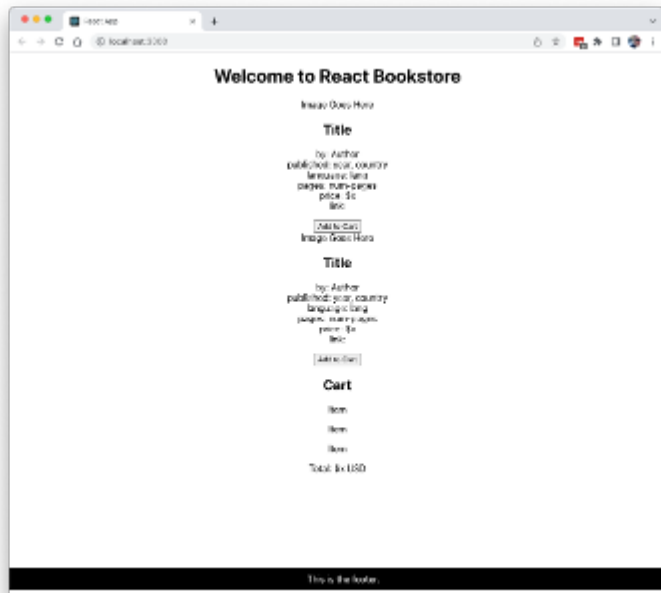 React App
localhost:3000
Welcome to React Bookstore
Image Goes Here
Title
by: Author
published: year, country
language: lang
pages: num-pages
price: $x
link
Add to Cart
Image Goes Here
Title
by: Author
published: year, country
language: lang
pages: num-pages
price: $x
link
Add to Cart
Cart
Item
Item
Item
Total: $x USD
This is the footer.